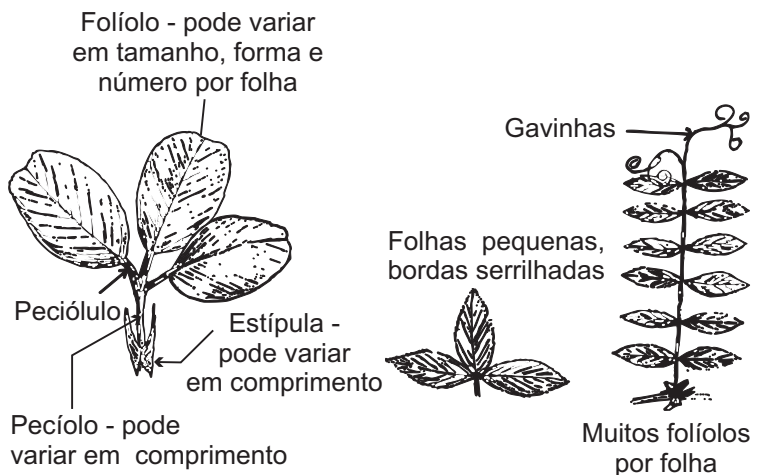 Folíolo - pode variar
em tamanho, forma e
número por folha
Gavinhas
Folhas pequenas,
bordas serrilhadas
Peciólulo
Estípula -
pode variar
em comprimento
Pecíolo - pode
variar em comprimento
Muitos folíolos
por folha